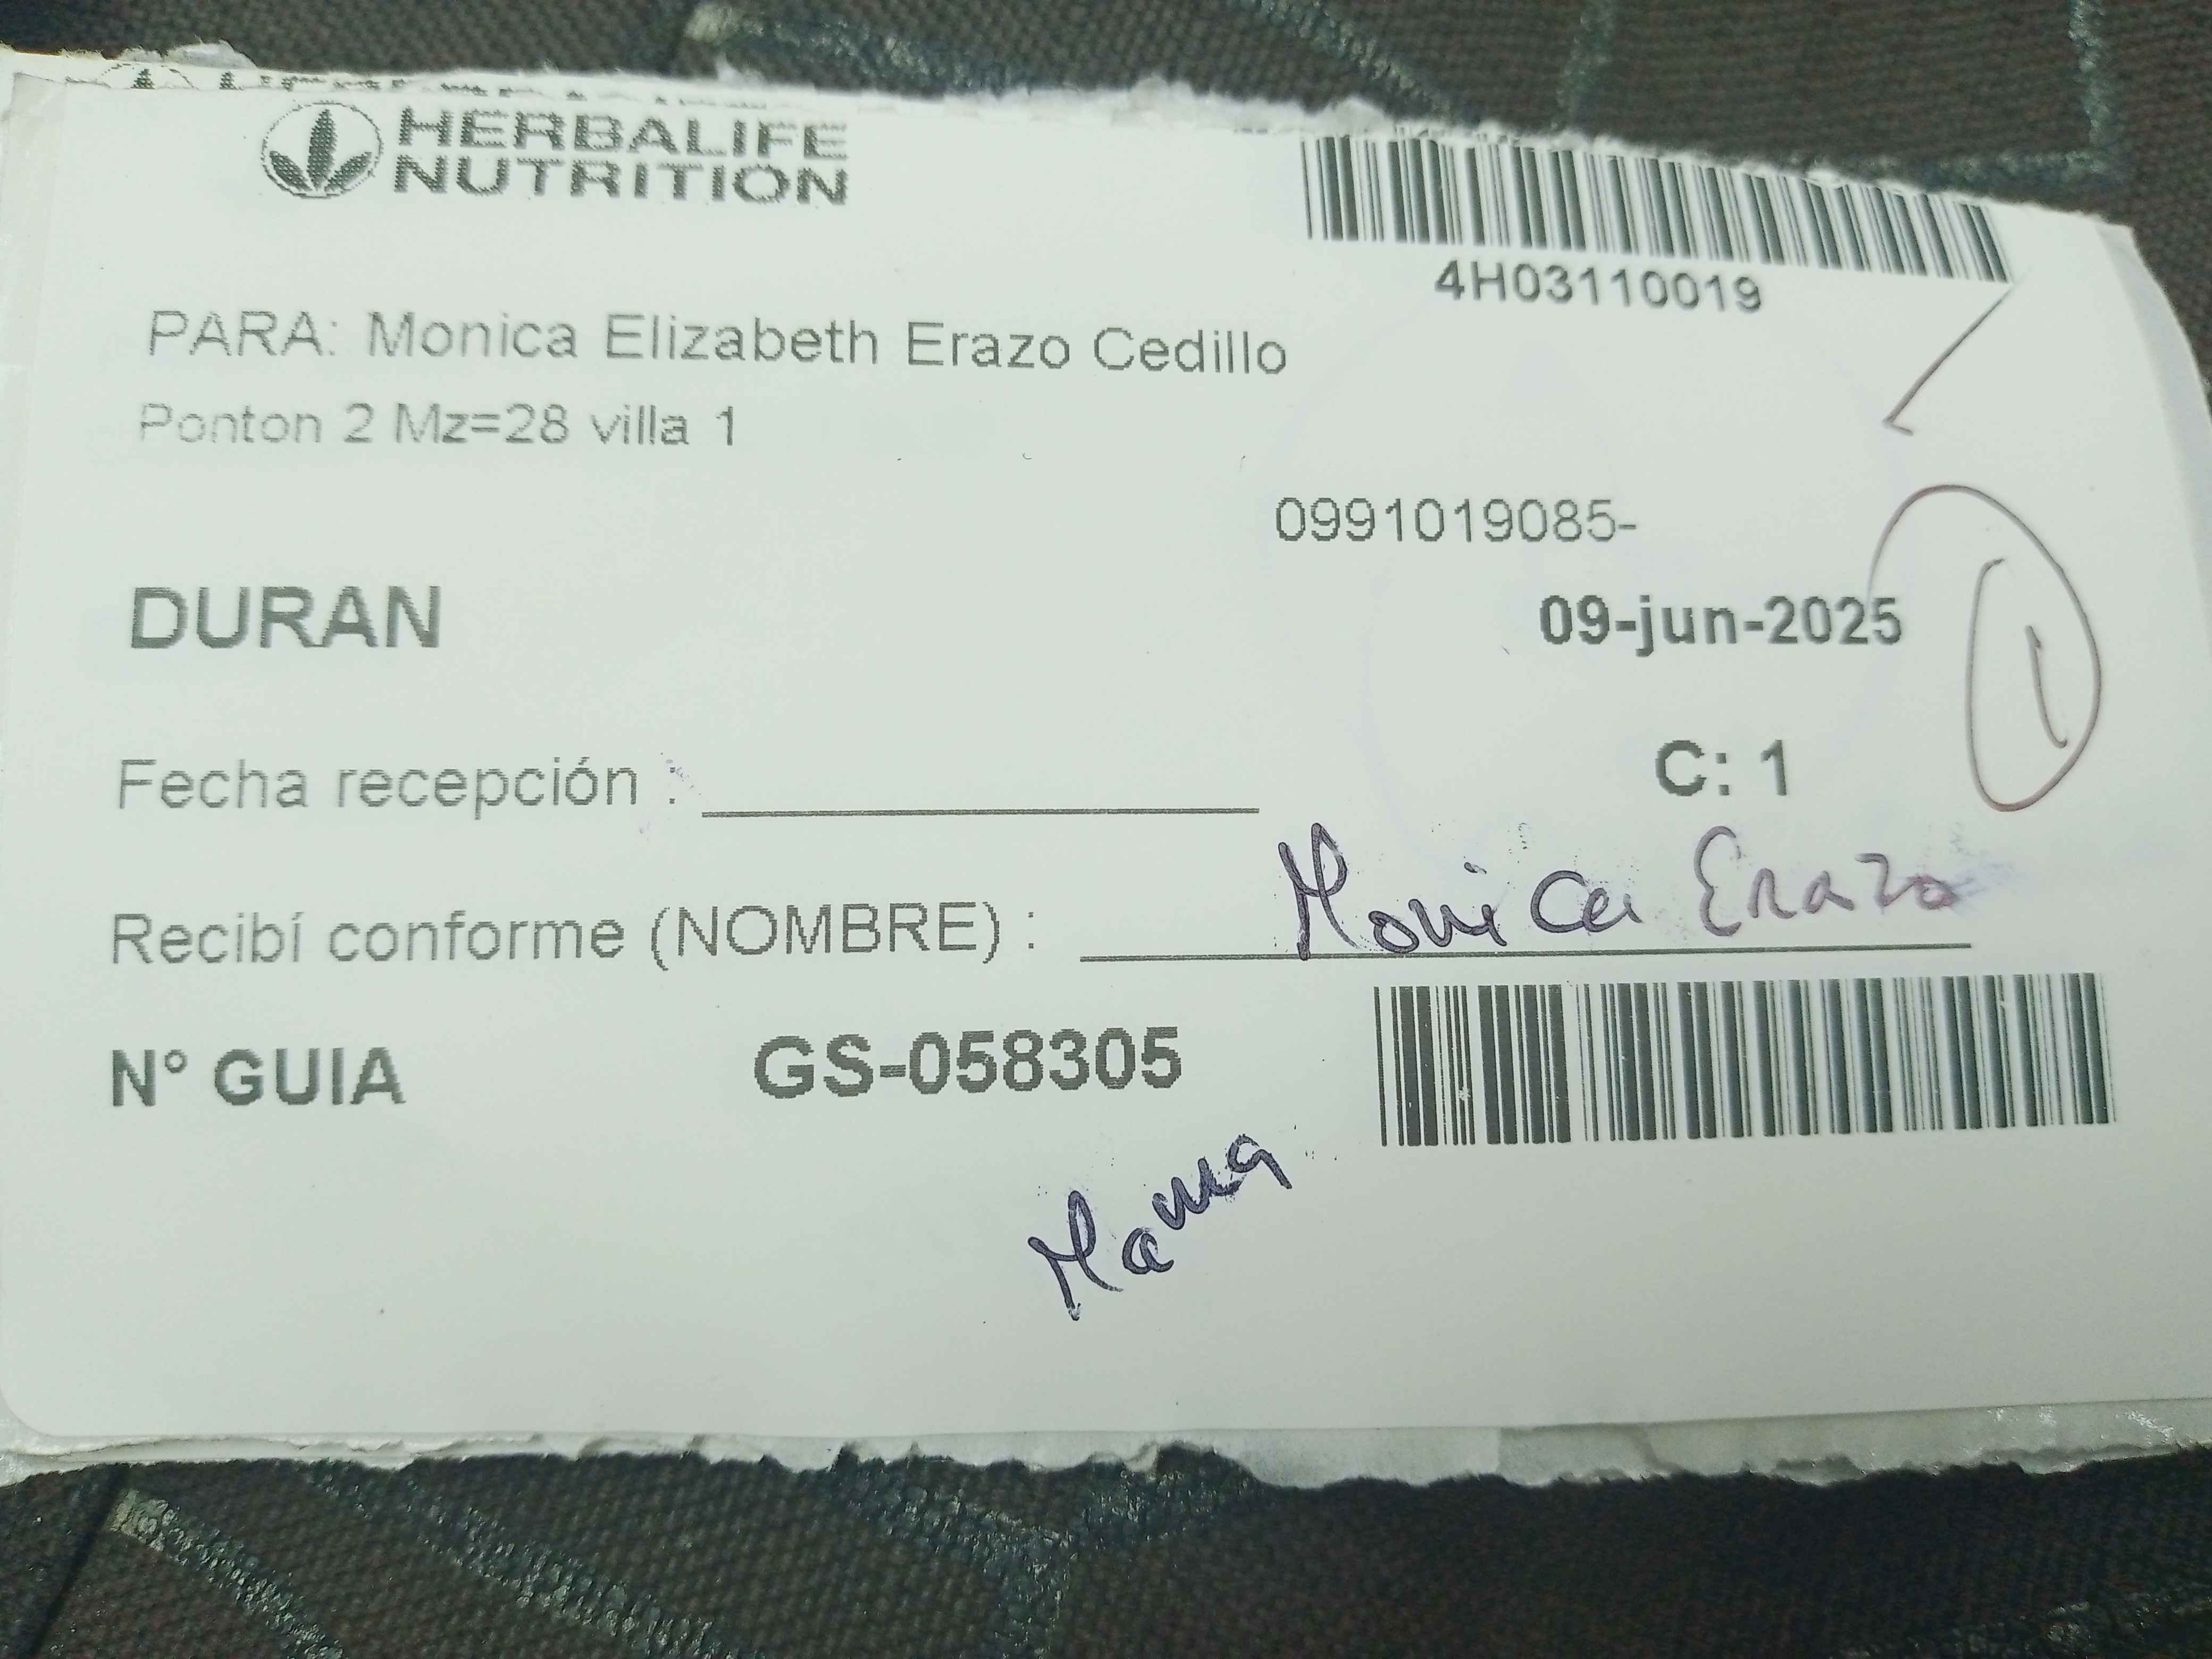 HERBALIFE
NUTRITION
4H03110019
PARA: Monica Elizabeth Erazo Cedillo
Ponton 2 Mz=28 villa 1
0991019085-
DURAN
09-jun-2025
1
Fecha recepción :
C: 1
Recibí conforme (NOMBRE) : Monica Erazo
N° GUIA GS-058305
Mama